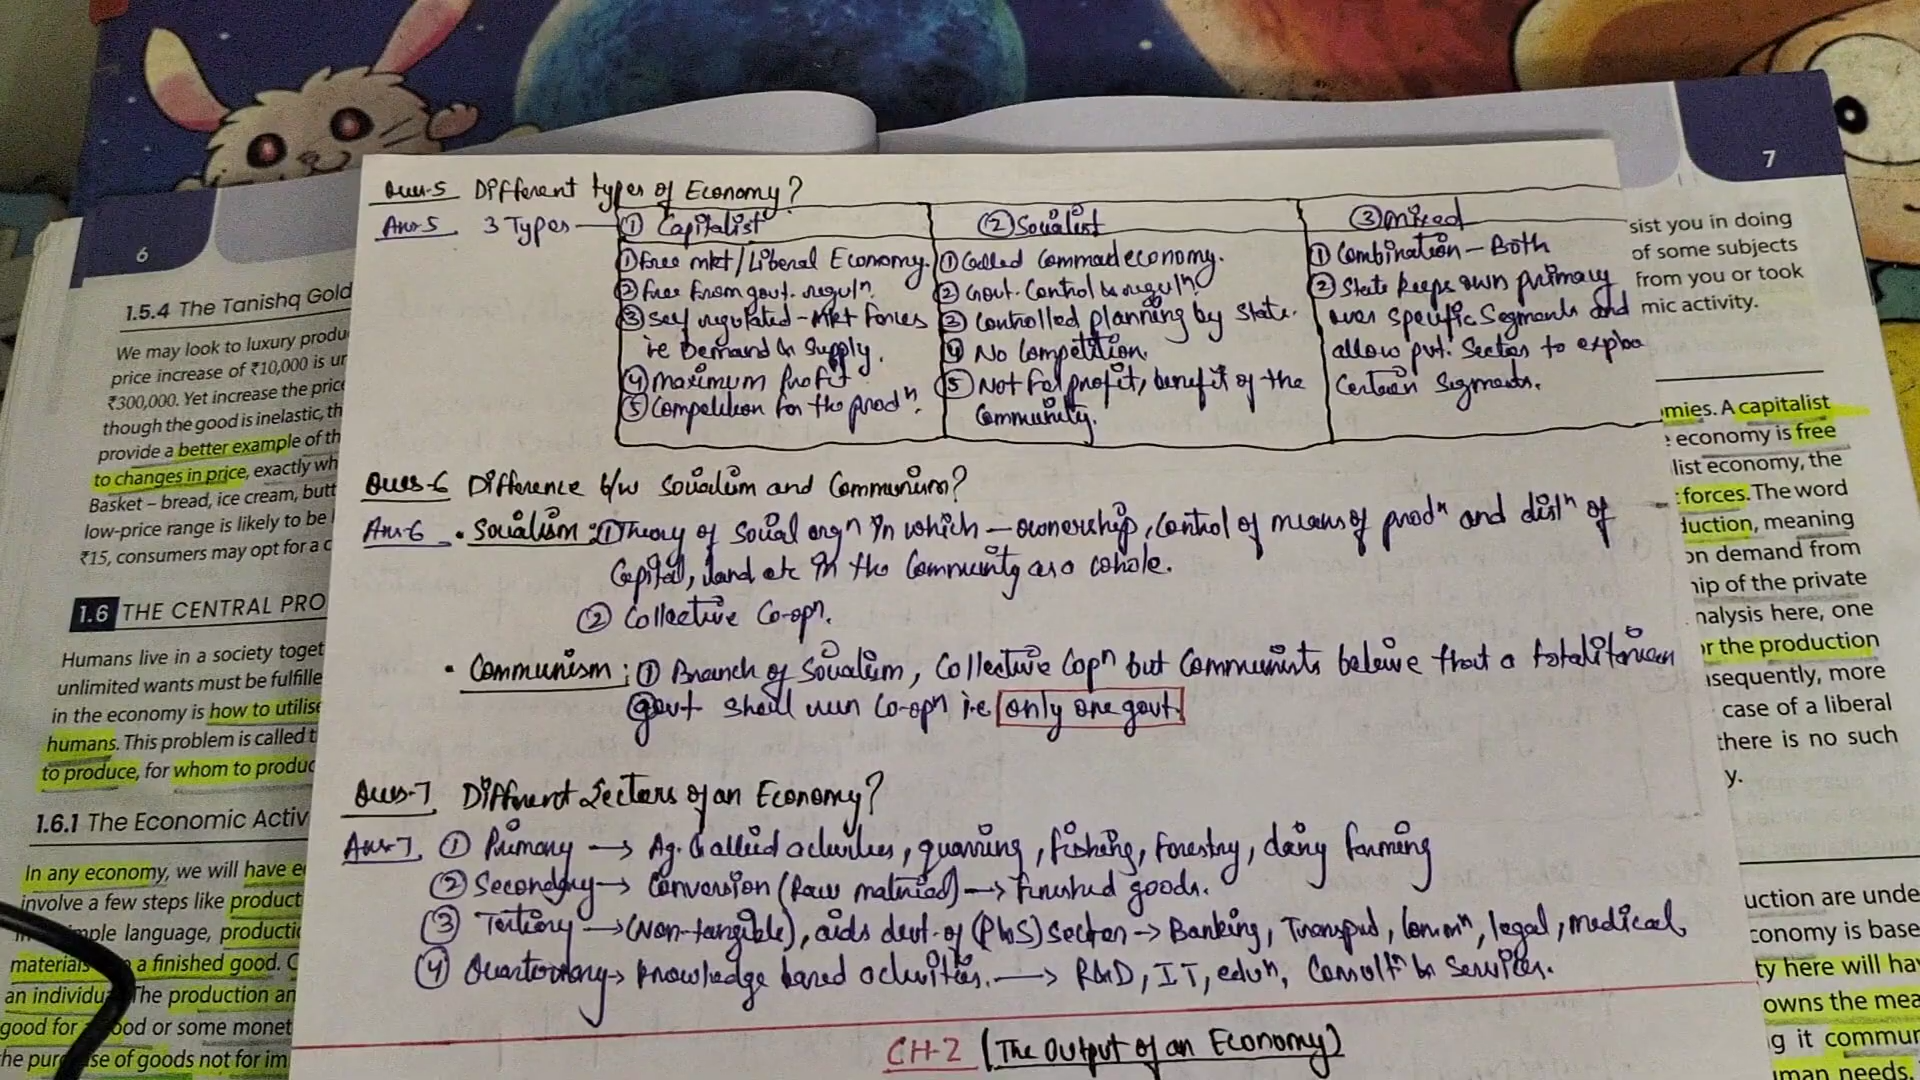 6
1.5.4 The Tanishq Gold
We may look to luxury produ
price increase of ₹10,000 is un
₹300,000. Yet increase the price
though the good is inelastic, th
provide a better example of th
to changes in price, exactly wh
Basket – bread, ice cream, butt
low-price range is likely to be
₹15, consumers may opt for a c
1.6 THE CENTRAL PRO
Humans live in a society toget
unlimited wants must be fulfille
in the economy is how to utilise
humans. This problem is called t
to produce, for whom to produc
1.6.1 The Economic Activ
In any economy, we will have e
involve a few steps like product
language, producti
materials a finished good. C
an individu The production an
good for ood or some monet
se of goods not for im
Ques-5 Different types of Economy?
Ans-5 3 Types — ① Capitalist
① Free mkt/Liberal Economy.
② Free from govt. reguln.
③ Self regulated – Mkt Forces
ie Demand & Supply.
④ Maximum Profit
⑤ Competition for the prodn.
② Socialist
① Called Command economy.
② Govt. Control & reguln
③ Controlled planning by State.
④ No Competition.
⑤ Not for profit, benefit of the
Community.
③ Mixed
① Combination – Both
② State keeps own primary
over specific Segments and
allow pvt. Sector to
Certain Segments.
Ques-6 Difference b/w Socialism and Communism?
Ans-6 • Socialism: ① Theory of Social orgn in which — ownership, control of means of prodn and distn of
Capital, land etc in the Community as a whole.
② Collective Co-opn.
• Communism: ① Branch of Socialism, Collective Copn but Communists beleive that a totalitarian
govt shall run Co-opn i.e only one govt.
Ques-7 Different Sectors of an Economy?
Ans-7 ① Primary → Ag. & allied activities, quarring, fishing, forestry, dairy farming
② Secondary → Conversion (Raw material) → Finished goods.
③ Tertiary → (Non-tangible), aids devt. of (P&S) Sector → Banking, Transport, Commn, legal, medical
④ Quarternary → knowledge based activities. → R&D, IT, edun, Consultn & Services.
CH-2 (The Output of an Economy)
7
sist you in doing
of some subjects
from you or took
mic activity.
mies. A capitalist
economy is free
list economy, the
forces. The word
duction, meaning
on demand from
hip of the private
nalysis here, one
or the production
nsequently, more
case of a liberal
there is no such
y.
uction are unde
conomy is base
ty here will ha
owns the mea
g it commun
uman needs.